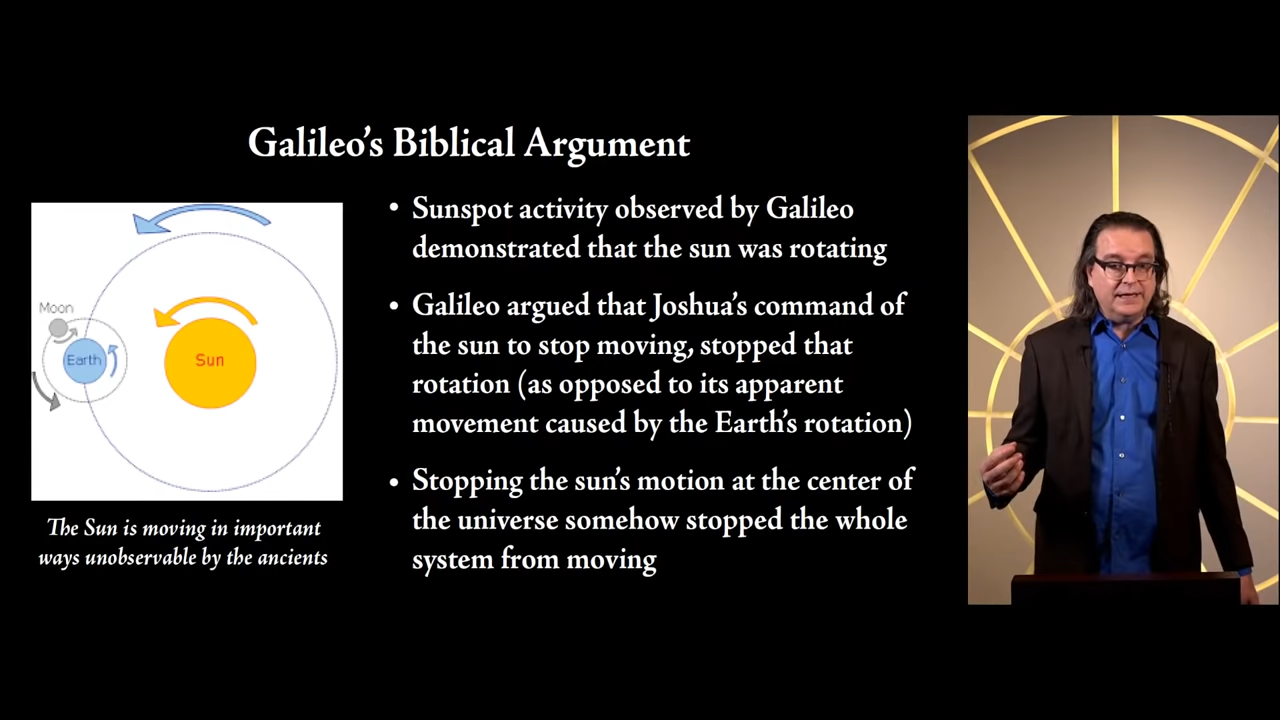 Galileo’s Biblical Argument
Moon
Earth
Sun
The Sun is moving in important
ways unobservable by the ancients
• Sunspot activity observed by Galileo
demonstrated that the sun was rotating
• Galileo argued that Joshua’s command of
the sun to stop moving, stopped that
rotation (as opposed to its apparent
movement caused by the Earth’s rotation)
• Stopping the sun’s motion at the center of
the universe somehow stopped the whole
system from moving